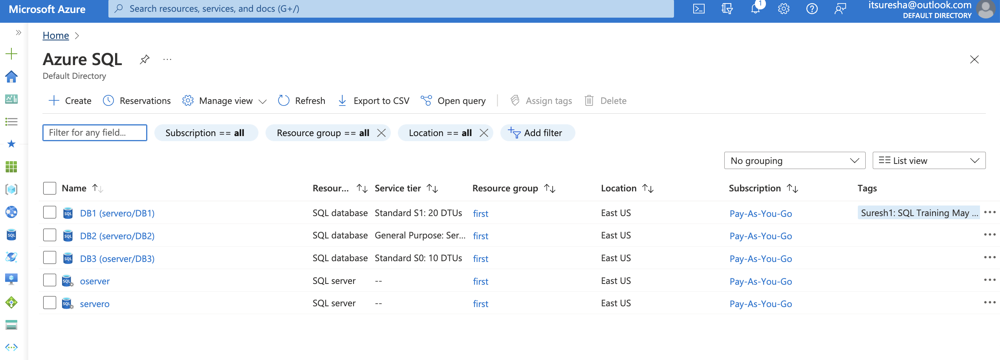 Microsoft Azure
Search resources, services, and docs (G+/)
1
itsuresha@outlook.com
DEFAULT DIRECTORY
Home
Azure SQL
Default Directory
Create Reservations Manage view Refresh Export to CSV Open query Assign tags Delete
Filter for any field... Subscription == all Resource group == all Location == all Add filter
No grouping List view
Name Resour... Service tier Resource group Location Subscription Tags
SQL DB1 (servero/DB1) SQL database Standard S1: 20 DTUs first East US Pay-As-You-Go Suresh1: SQL Training May ...
SQL DB2 (servero/DB2) SQL database General Purpose: Ser... first East US Pay-As-You-Go
SQL DB3 (oserver/DB3) SQL database Standard S0: 10 DTUs first East US Pay-As-You-Go
SQL oserver SQL server -- first East US Pay-As-You-Go
SQL servero SQL server -- first East US Pay-As-You-Go
SQL